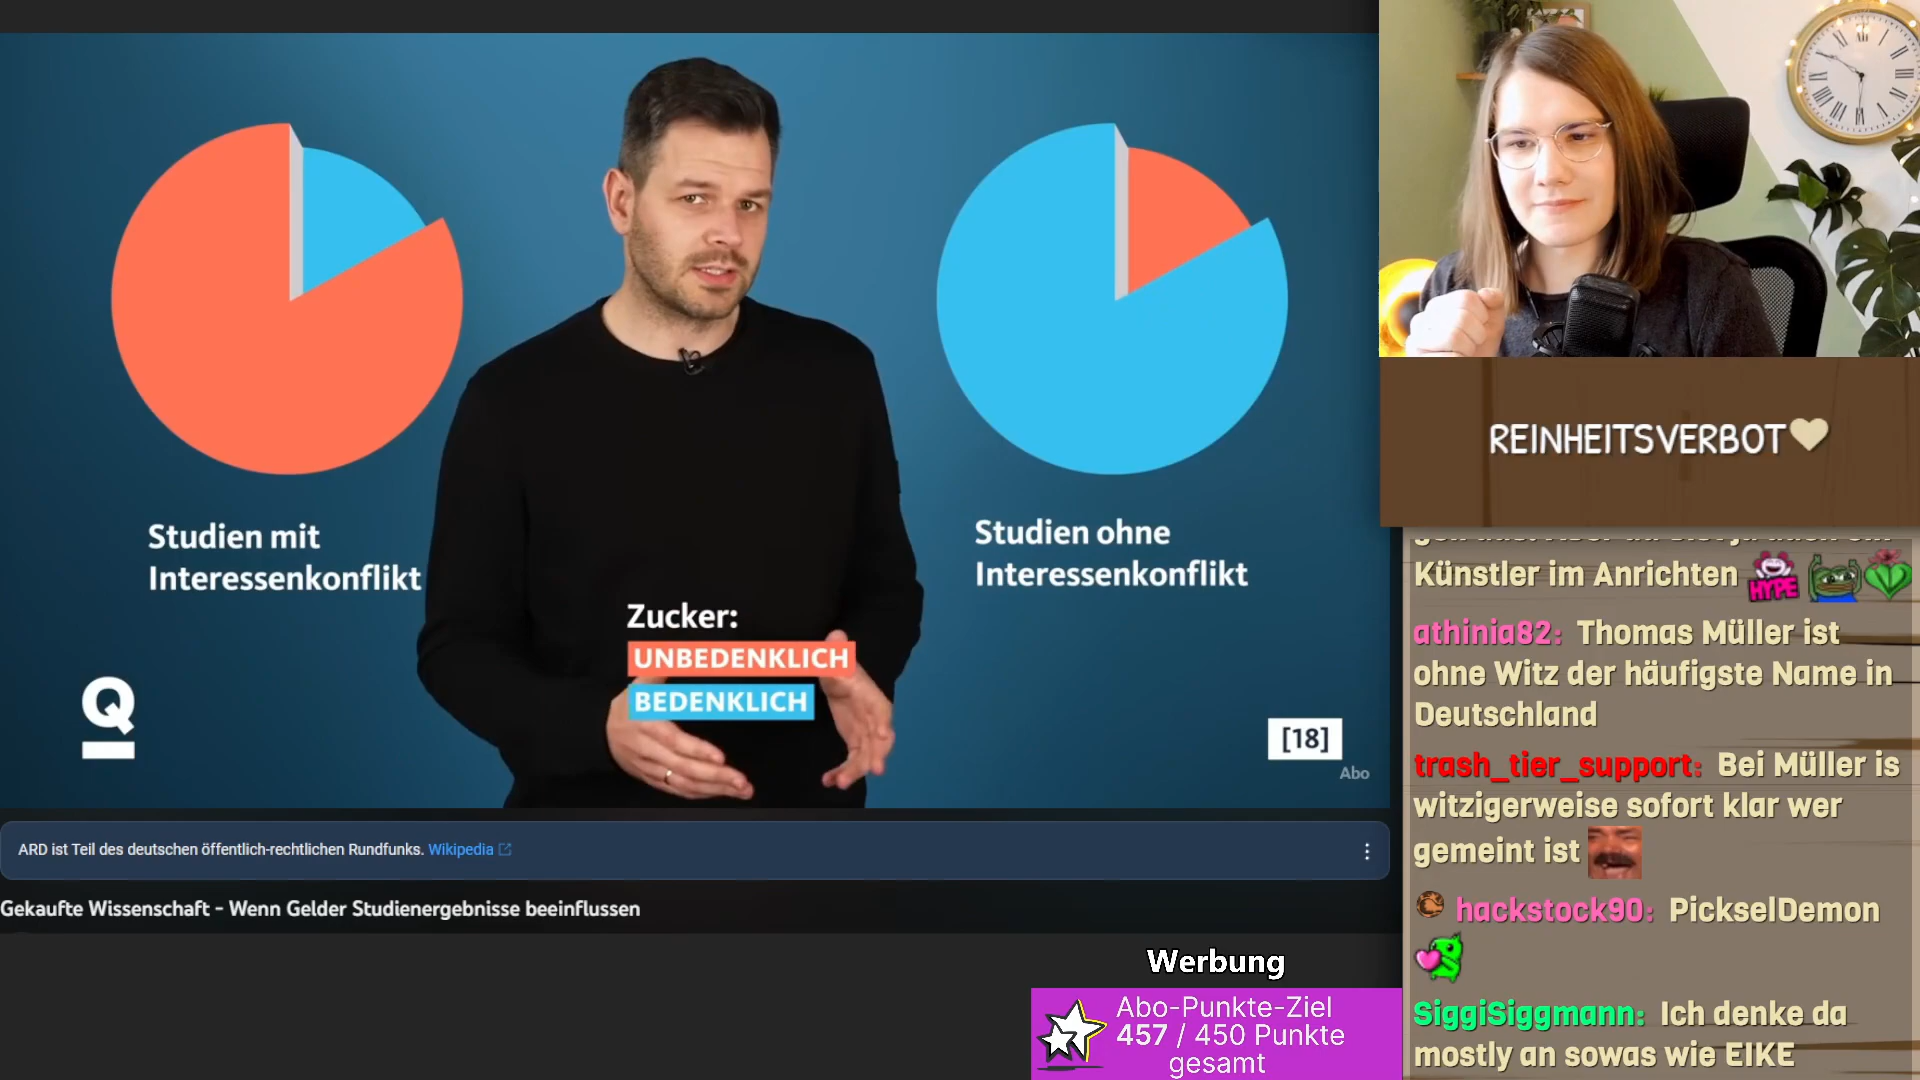 Studien mit
Interessenkonflikt
Studien ohne
Interessenkonflikt
Zucker:
UNBEDENKLICH
BEDENKLICH
Q
[18]
Abo
ARD ist Teil des deutschen öffentlich-rechtlichen Rundfunks. Wikipedia
Gekaufte Wissenschaft - Wenn Gelder Studienergebnisse beeinflussen
Werbung
Abo-Punkte-Ziel
457 / 450 Punkte
gesamt
REINHEITSVERBOT
Künstler im Anrichten
HYPE
athinia82: Thomas Müller ist
ohne Witz der häufigste Name in
Deutschland
trash_tier_support: Bei Müller is
witzigerweise sofort klar wer
gemeint ist
hackstock90: PickselDemon
SiggiSiggmann: Ich denke da
mostly an sowas wie EIKE